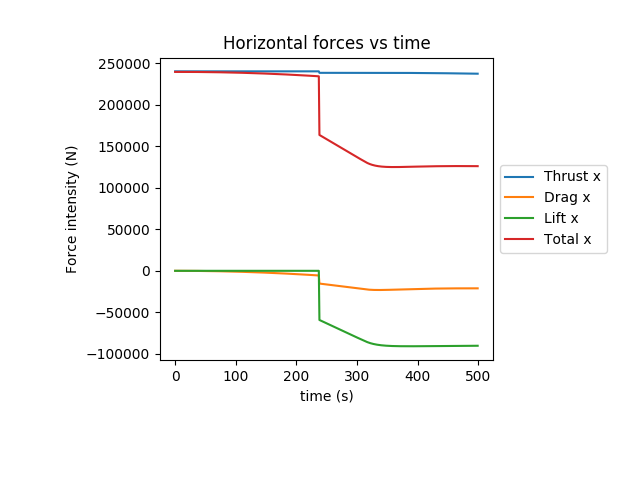 Horizontal forces vs time
250000
200000
150000
100000
50000
0
−50000
−100000
Force intensity (N)
0 100 200 300 400 500
time (s)
Thrust x
Drag x
Lift x
Total x